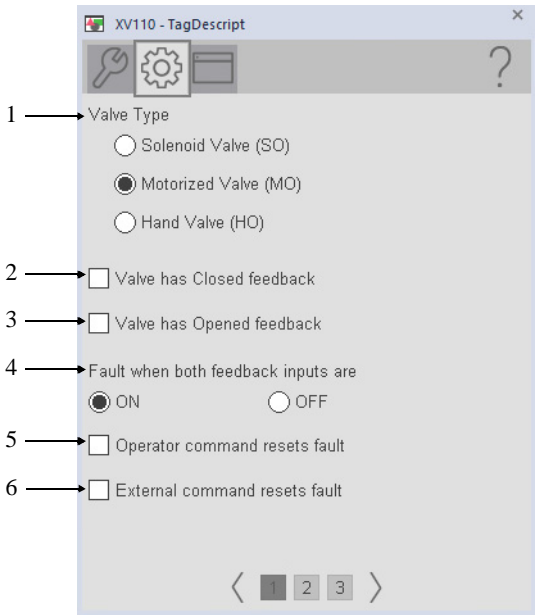 XV110 - TagDescript
?
1 Valve Type
Solenoid Valve (SO)
Motorized Valve (MO)
Hand Valve (HO)
2 Valve has Closed feedback
3 Valve has Opened feedback
4 Fault when both feedback inputs are
ON OFF
5 Operator command resets fault
6 External command resets fault
1 2 3